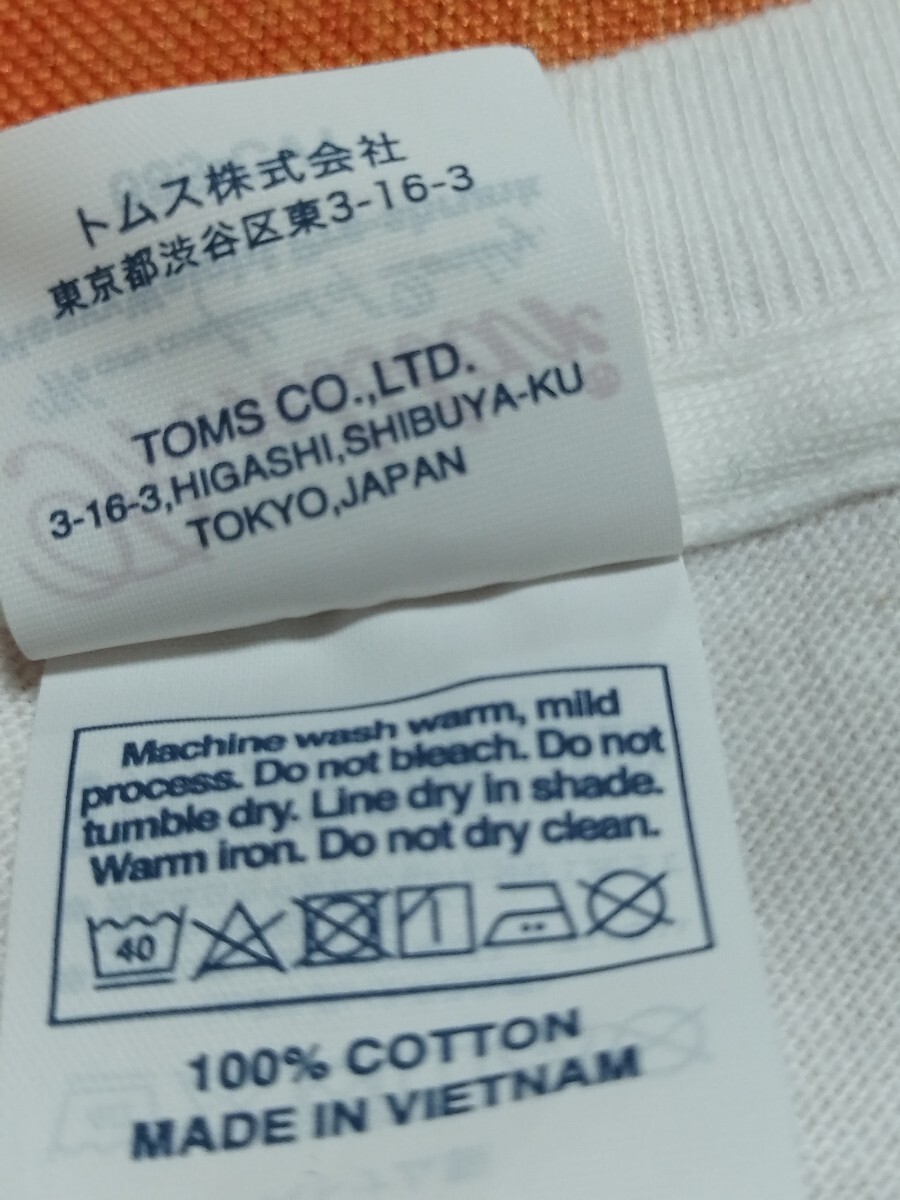 トムス株式会社
東京都渋谷区東3-16-3
TOMS CO.,LTD.
3-16-3,HIGASHI,SHIBUYA-KU
TOKYO,JAPAN
Machine wash warm, mild
process. Do not bleach. Do not
tumble dry. Line dry in shade.
Warm iron. Do not dry clean.
40
100% COTTON
MADE IN VIETNAM